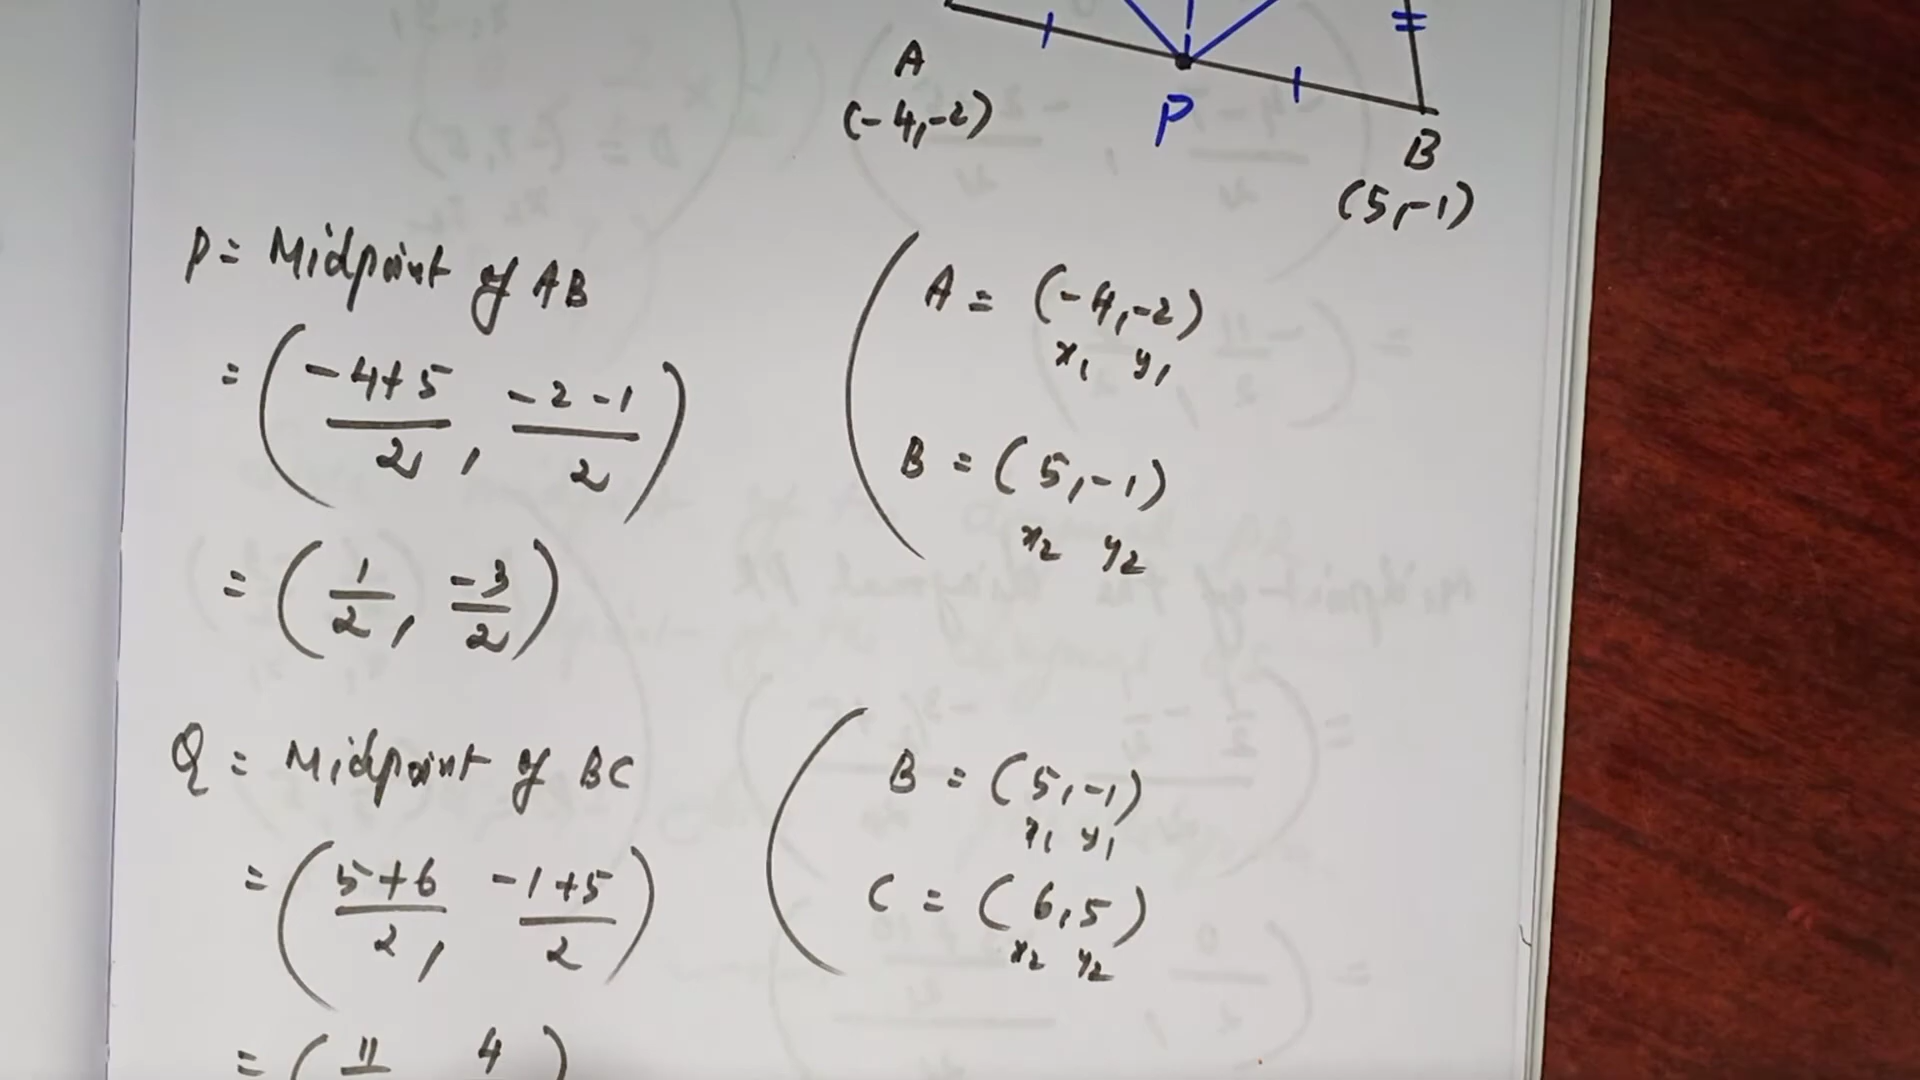 A
(-4,-2)
P
B
(5,-1)
P = Midpoint of AB
= (-4+5/2, -2-1/2)
= (1/2, -3/2)
A = (-4,-2)
x1 y1
B = (5,-1)
x2 y2
Q = Midpoint of BC
= (5+6/2, -1+5/2)
= (11 4)
B = (5,-1)
x1 y1
C = (6,5)
x2 y2